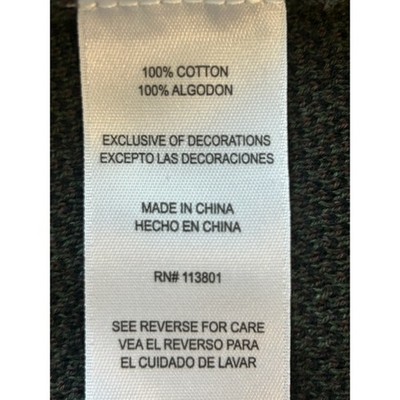 100% COTTON
100% ALGODON
EXCLUSIVE OF DECORATIONS
EXCEPTO LAS DECORACIONES
MADE IN CHINA
HECHO EN CHINA
RN# 113801
SEE REVERSE FOR CARE
VEA EL REVERSO PARA
EL CUIDADO DE LAVAR